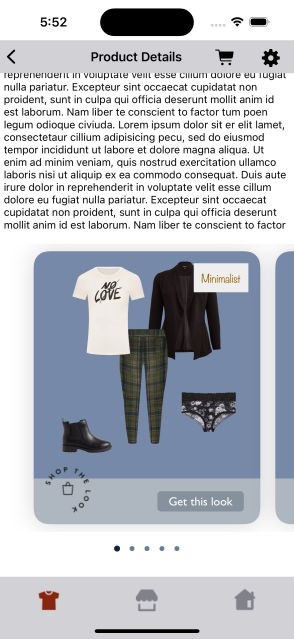 5:52
Product Details
reprehenderit in voluptate velit esse cillum dolore eu fugiat
nulla pariatur. Excepteur sint occaecat cupidatat non
proident, sunt in culpa qui officia deserunt mollit anim id
est laborum. Nam liber te conscient to factor tum poen
legum odioque civiuda. Lorem ipsum dolor sit er elit lamet,
consectetaur cillium adipisicing pecu, sed do eiusmod
tempor incididunt ut labore et dolore magna aliqua. Ut
enim ad minim veniam, quis nostrud exercitation ullamco
laboris nisi ut aliquip ex ea commodo consequat. Duis aute
irure dolor in reprehenderit in voluptate velit esse cillum
dolore eu fugiat nulla pariatur. Excepteur sint occaecat
cupidatat non proident, sunt in culpa qui officia deserunt
mollit anim id est laborum. Nam liber te conscient to factor
Minimalist
NO
LOVE
SHOP THE LOOK
Get this look